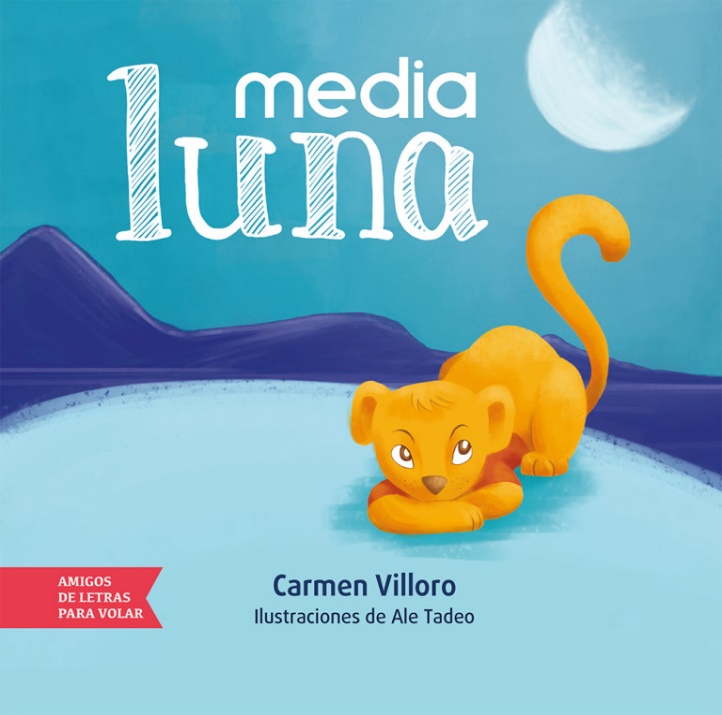 media
luna
AMIGOS
DE LETRAS
PARA VOLAR
Carmen Villoro
Ilustraciones de Ale Tadeo